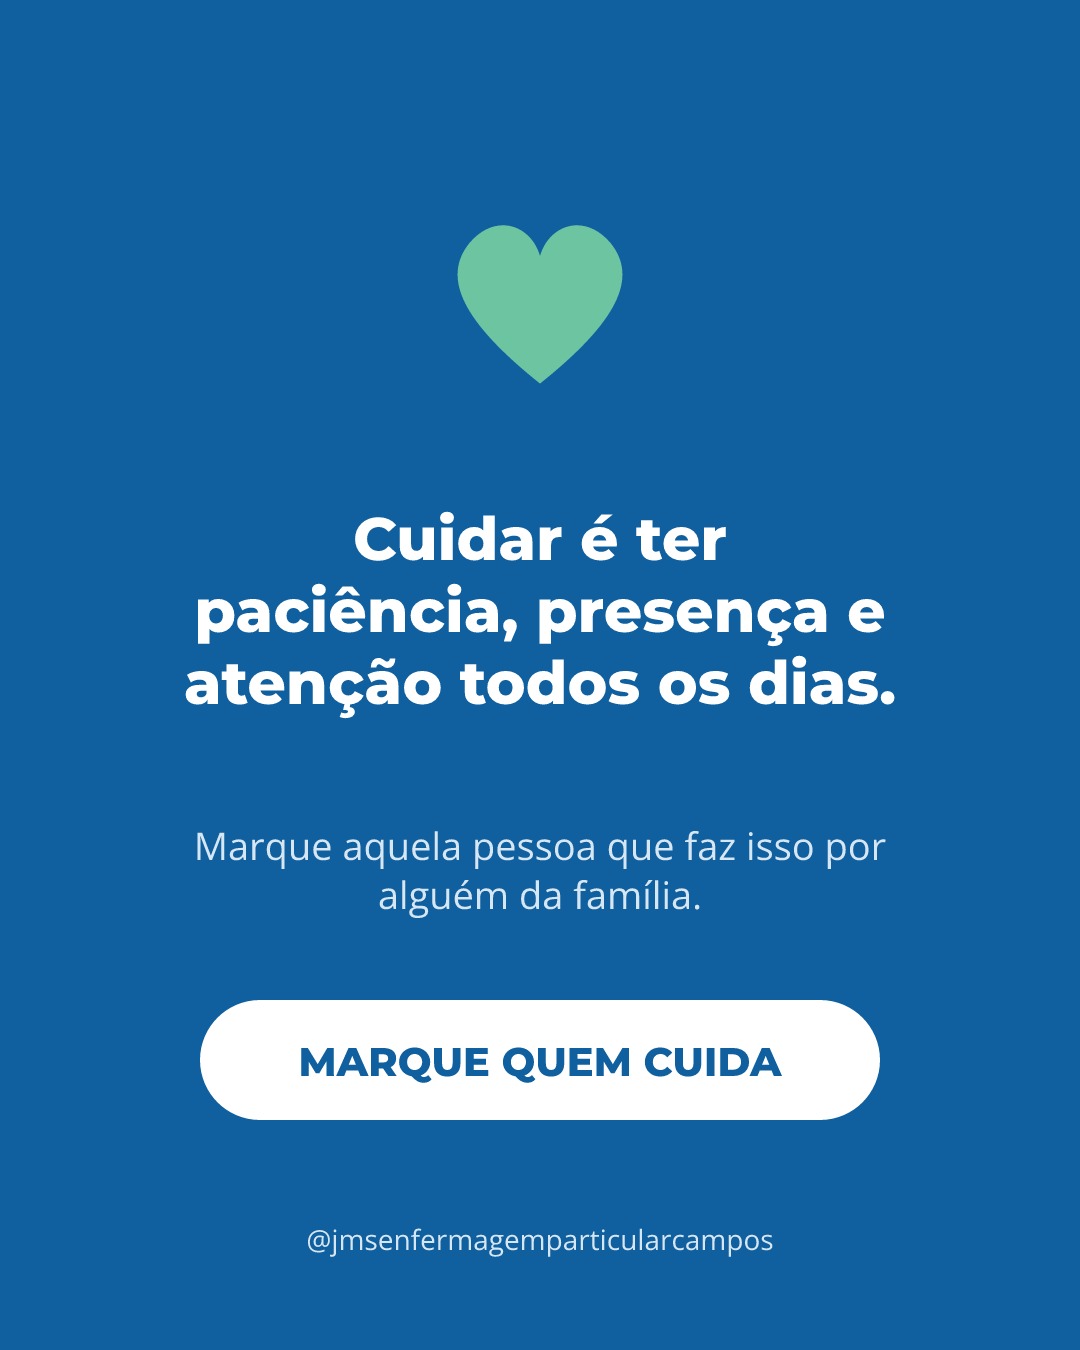 Cuidar é ter
paciência, presença e
atenção todos os dias.
Marque aquela pessoa que faz isso por
alguém da família.
MARQUE QUEM CUIDA
@jmsenfermagemparticularcampos